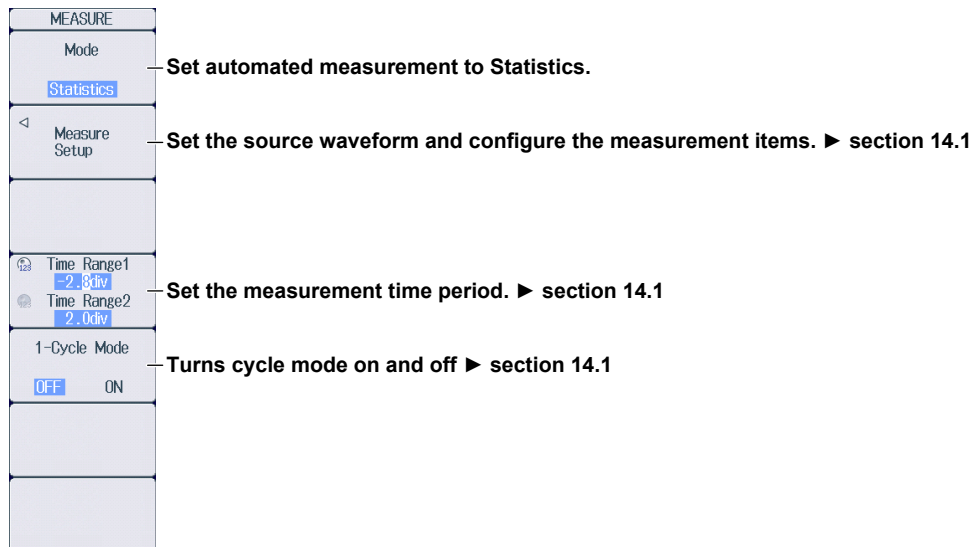 MEASURE
Mode
Statistics
Set automated measurement to Statistics.
Measure
Setup
Set the source waveform and configure the measurement items. ► section 14.1
123
Time Range1
-2.8div
Time Range2
2.0div
Set the measurement time period. ► section 14.1
1-Cycle Mode
OFF ON
Turns cycle mode on and off ► section 14.1